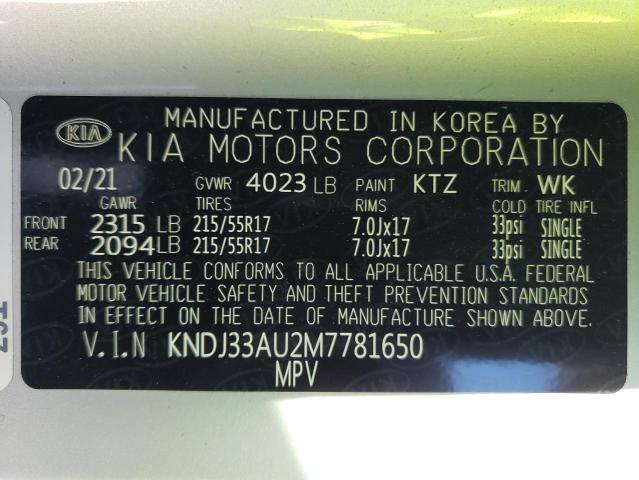 KIA
MANUFACTURED IN KOREA BY
KIA MOTORS CORPORATION
02/21 GVWR 4023 LB PAINT KTZ TRIM WK
GAWR TIRES RIMS COLD TIRE INFL
FRONT 2315 LB 215/55R17 7.0Jx17 33psi SINGLE
REAR 2094 LB 215/55R17 7.0Jx17 33psi SINGLE
THIS VEHICLE CONFORMS TO ALL APPLICABLE U.S.A. FEDERAL
MOTOR VEHICLE SAFETY AND THEFT PREVENTION STANDARDS
IN EFFECT ON THE DATE OF MANUFACTURE SHOWN ABOVE.
V.I.N KNDJ33AU2M7781650
MPV